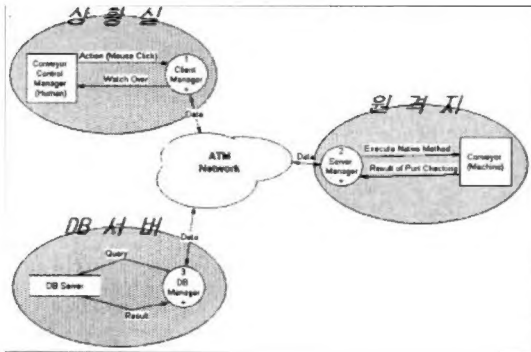 상 황 실
Action (Mouse Click)
Conveyor
Control
Manager
(Human)
Watch Over
1
Client
Manager
+
Data
원 격 지
ATM
Network
Data
2
Server
Manager
+
Execute Native Method
Result of Port Checking
Conveyor
(Machine)
DB 서 버
Data
Query
3
DB
Manager
+
DB Server
Result